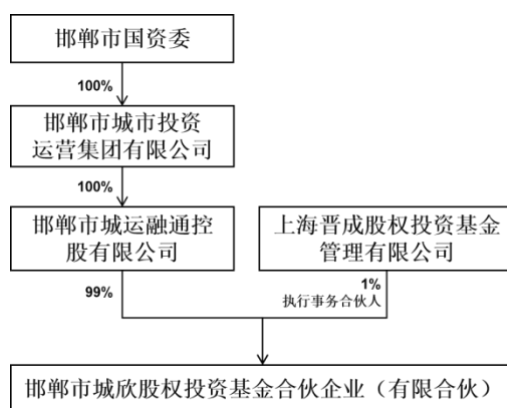 邯郸市国资委
100%
邯郸市城市投资
运营集团有限公司
100%
邯郸市城运融通控
股有限公司
上海晋成股权投资基金
管理有限公司
99%
1%
执行事务合伙人
邯郸市城欣股权投资基金合伙企业（有限合伙）